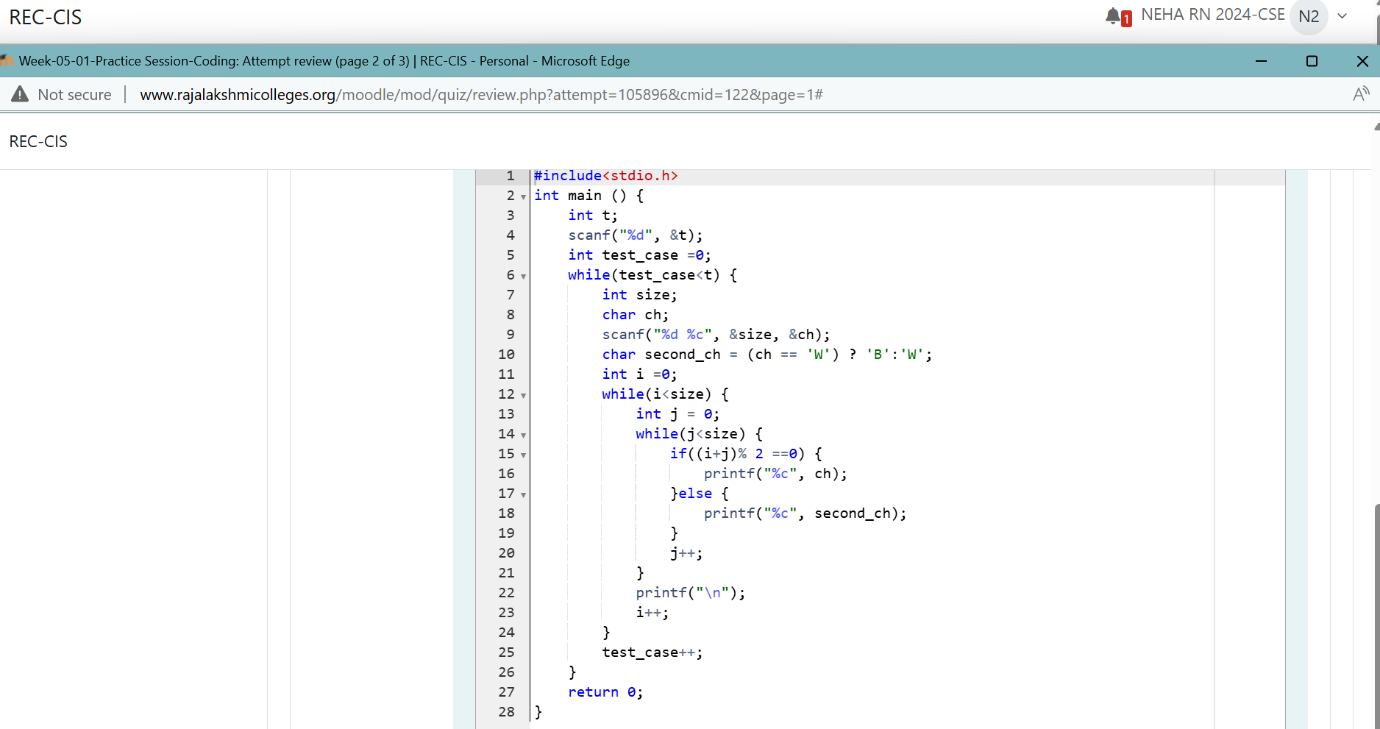 REC-CIS
1 NEHA RN 2024-CSE N2
Week-05-01-Practice Session-Coding: Attempt review (page 2 of 3) | REC-CIS - Personal - Microsoft Edge
Not secure | www.rajalakshmicolleges.org/moodle/mod/quiz/review.php?attempt=105896&cmid=122&page=1#
REC-CIS
1 #include<stdio.h>
2 int main () {
3     int t;
4     scanf("%d", &t);
5     int test_case =0;
6     while(test_case<t) {
7         int size;
8         char ch;
9         scanf("%d %c", &size, &ch);
10         char second_ch = (ch == 'W') ? 'B':'W';
11         int i =0;
12         while(i<size) {
13             int j = 0;
14             while(j<size) {
15                 if((i+j)% 2 ==0) {
16                     printf("%c", ch);
17                 }else {
18                     printf("%c", second_ch);
19                 }
20                 j++;
21             }
22             printf("\n");
23             i++;
24         }
25         test_case++;
26     }
27     return 0;
28 }